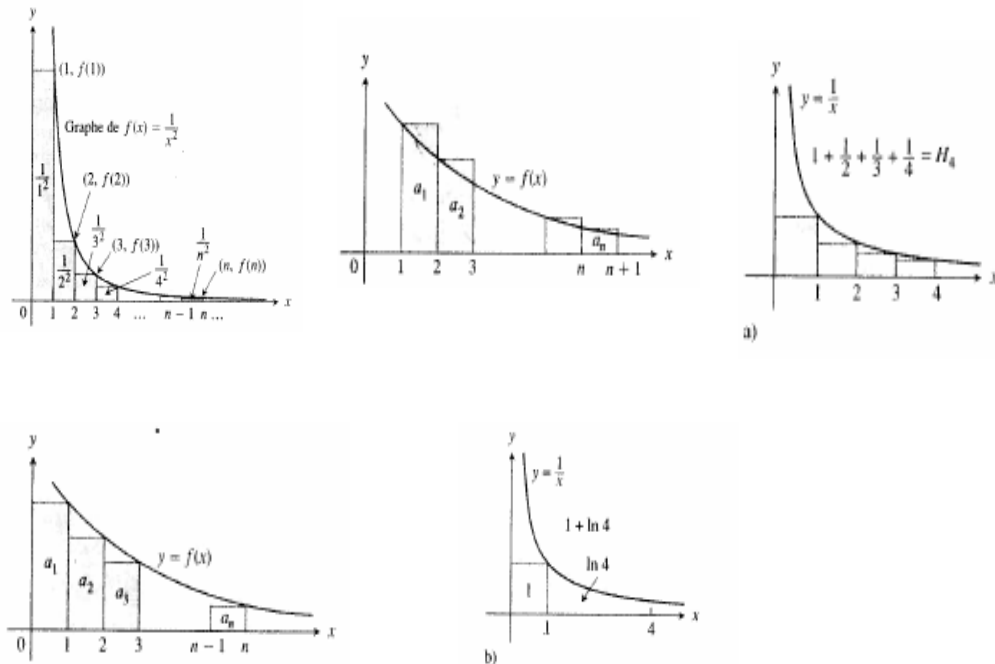 y
(1, f(1))
Graphe de f(x) = 1/x²
1/1²
(2, f(2))
1/3²
(3, f(3))
1/n²
1/2²
1/4²
(n, f(n))
x
0 1 2 3 4 ... n – 1 n ...
y
y = f(x)
a₁ a₂ aₙ
0 1 2 3 n n + 1 x
y
y = 1/x
1 + 1/2 + 1/3 + 1/4 = H₄
1 2 3 4 x
a)
y
y = f(x)
a₁ a₂ a₃ aₙ
0 1 2 3 n – 1 n x
y
y = 1/x
1 + ln 4
ln 4
1
1 4 x
b)